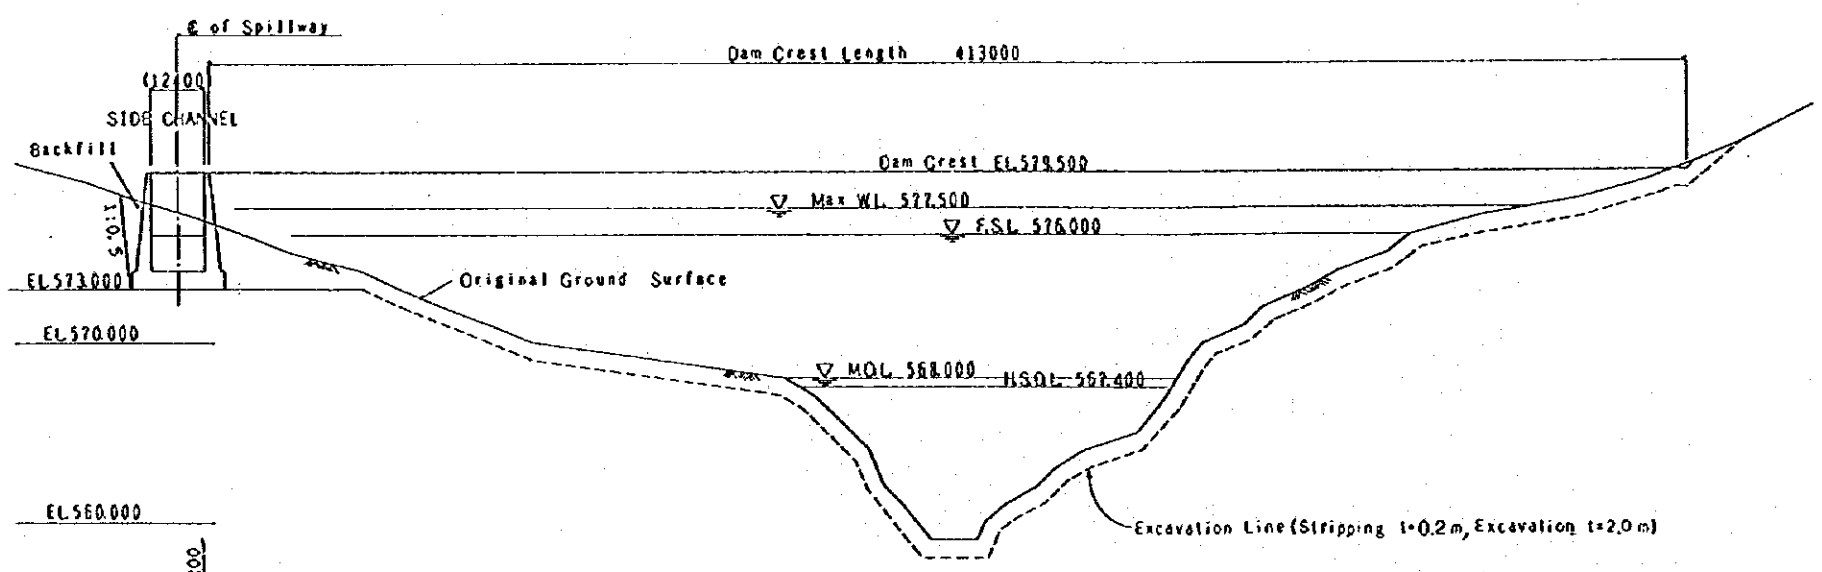 ℄ of Spillway
Dam Crest Length 413000
(12400)
SIDE CHANNEL
Backfill
Dam Crest EL.579.500
Max WL 577.500
F.S.L 576.000
1:0.5
EL.573.000
Original Ground Surface
EL.570.000
M.O.L 568.000
H.S.O.L 567.400
EL.560.000
Excavation Line (Stripping t=0.2m, Excavation t=2.0m)